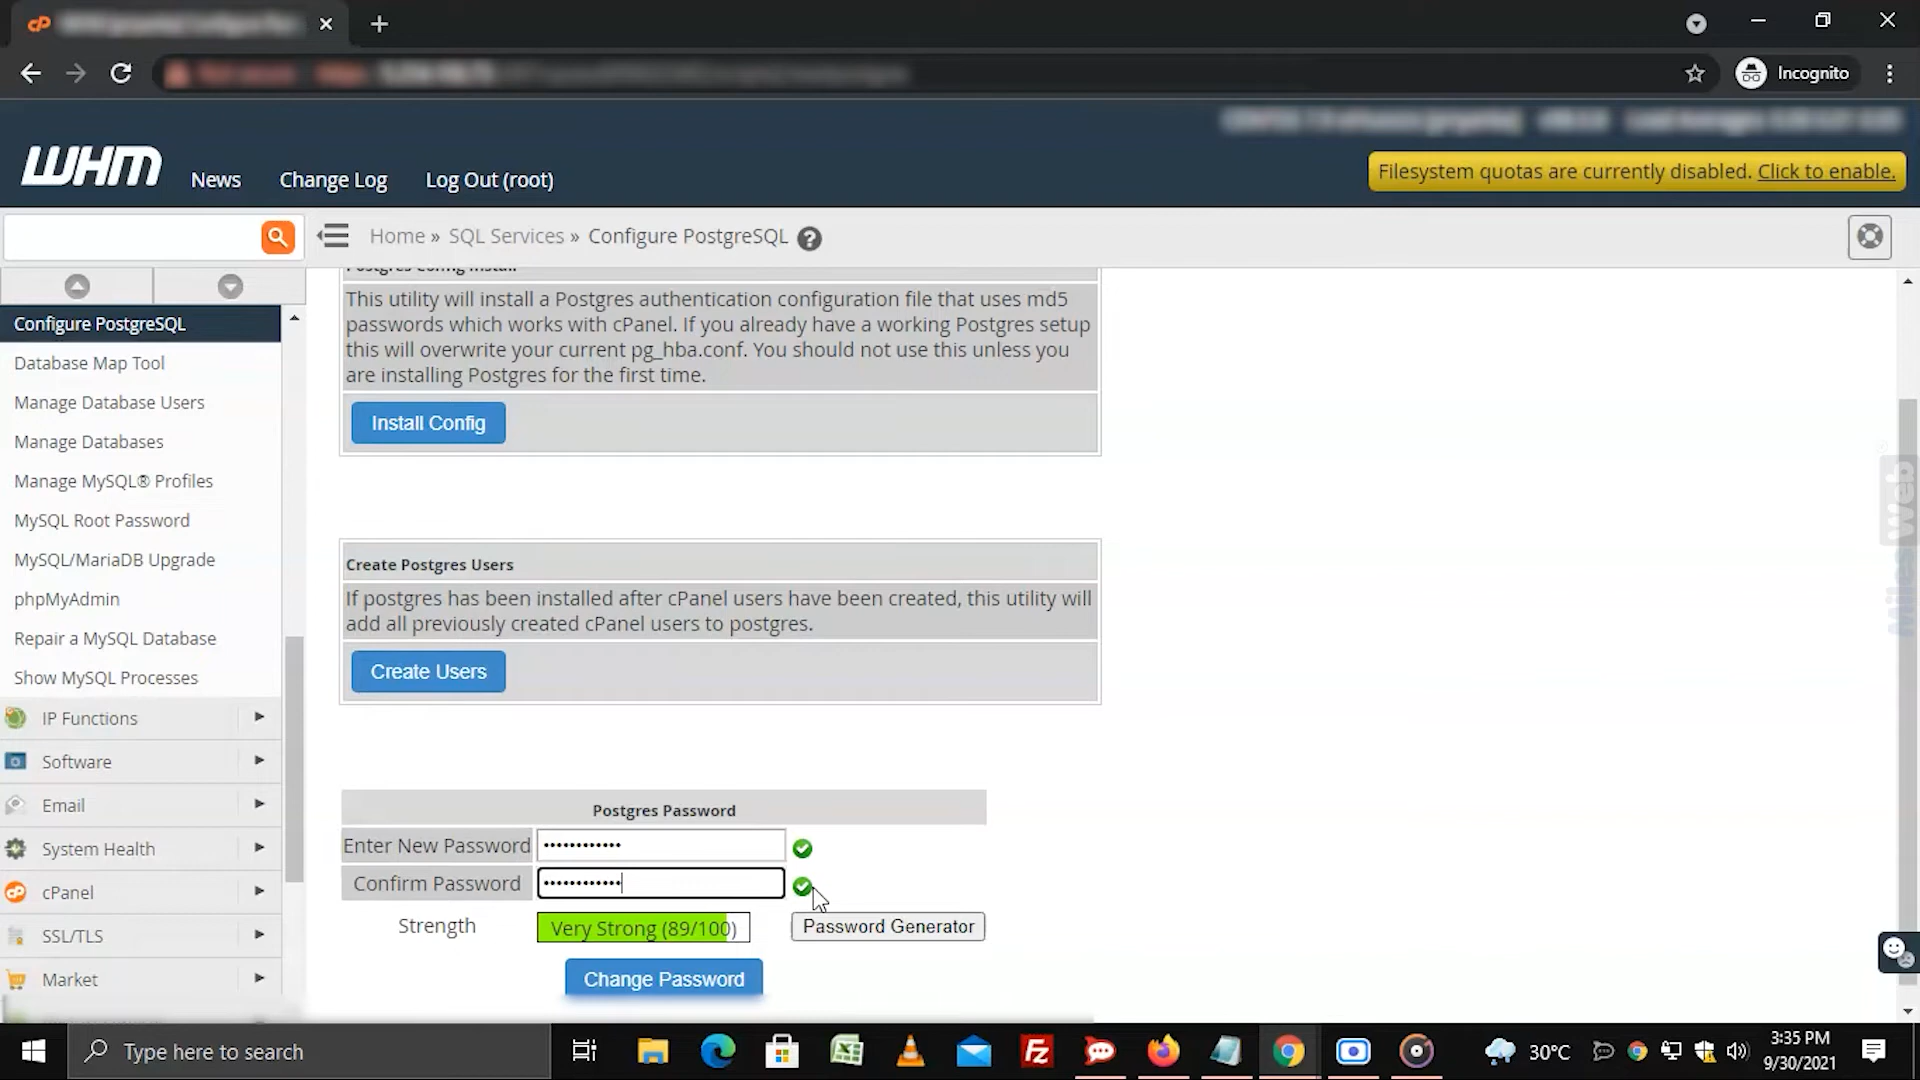 Incognito
WHM
News
Change Log
Log Out (root)
Filesystem quotas are currently disabled. Click to enable.
Home » SQL Services » Configure PostgreSQL
Configure PostgreSQL
Database Map Tool
Manage Database Users
Manage Databases
Manage MySQL® Profiles
MySQL Root Password
MySQL/MariaDB Upgrade
phpMyAdmin
Repair a MySQL Database
Show MySQL Processes
IP Functions
Software
Email
System Health
cPanel
SSL/TLS
Market
Postgres Config Install
This utility will install a Postgres authentication configuration file that uses md5
passwords which works with cPanel. If you already have a working Postgres setup
this will overwrite your current pg_hba.conf. You should not use this unless you
are installing Postgres for the first time.
Install Config
Create Postgres Users
If postgres has been installed after cPanel users have been created, this utility will
add all previously created cPanel users to postgres.
Create Users
Postgres Password
Enter New Password
Confirm Password
Strength
Very Strong (89/100)
Password Generator
Change Password
MilesWeb
Type here to search
30°C
3:35 PM
9/30/2021